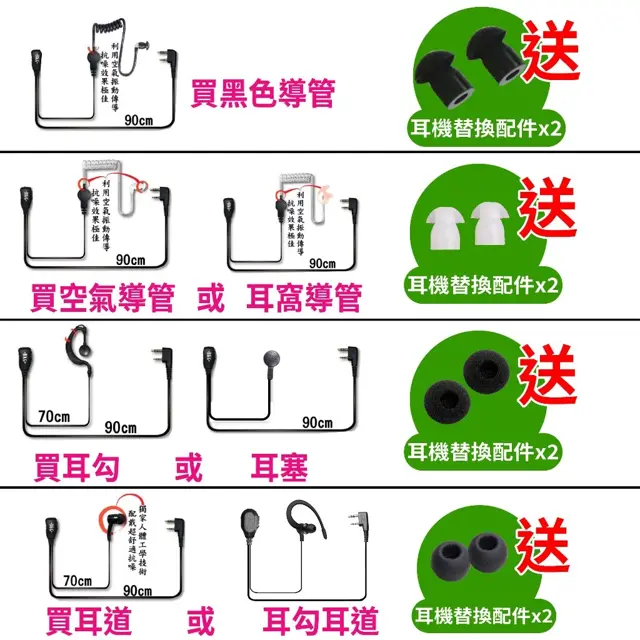 利用空氣振動傳導
抗噪效果極佳
90cm
買黑色導管
送
耳機替換配件x2
利用空氣振動傳導
抗噪效果極佳
90cm
利用空氣振動傳導
抗噪效果極佳
90cm
買空氣導管 或 耳窩導管
送
耳機替換配件x2
70cm
90cm
90cm
買耳勾 或 耳塞
送
耳機替換配件x2
獨家人體工學技術
配戴超舒適抗噪
70cm
90cm
買耳道 或 耳勾耳道
送
耳機替換配件x2